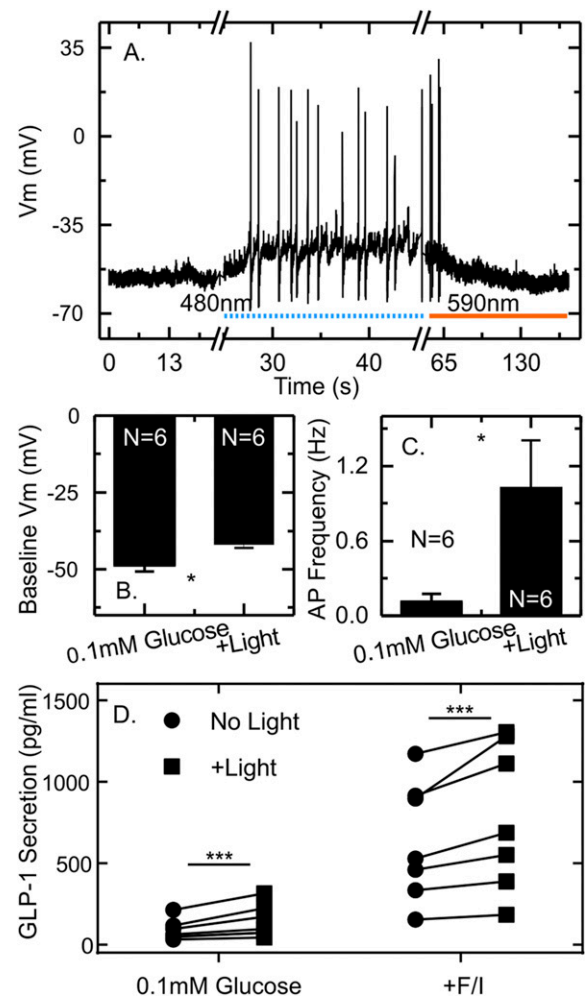 A.
Vm (mV)
35
0
-35
-70
480nm
590nm
0 13 30 40 65 130
Time (s)
Baseline Vm (mV)
0
-25
-50
N=6
N=6
B.
*
0.1mM Glucose
+Light
AP Frequency (Hz)
1.2
0.6
0.0
C.
*
N=6
N=6
0.1mM Glucose
+Light
GLP-1 Secretion (pg/ml)
1500
1000
500
0
D.
No Light
+Light
***
***
0.1mM Glucose
+F/I